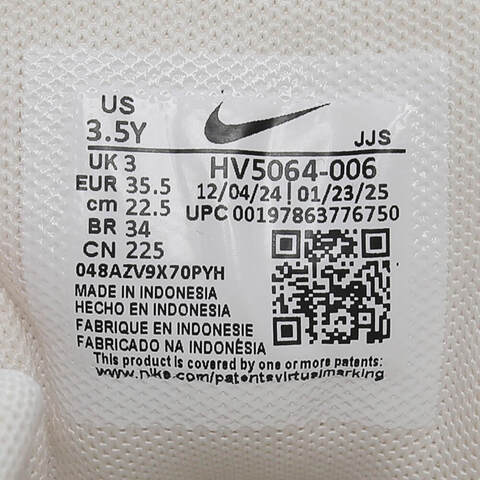 US
3.5Y
JJS
UK 3
HV5064-006
EUR 35.5
12/04/24 | 01/23/25
cm 22.5
UPC 00197863776750
BR 34
CN 225
048AZV9X70PYH
MADE IN INDONESIA
HECHO EN INDONESIA
FABRIQUE EN INDONESIE
FABRICADO NA INDONÉSIA
This product is covered by one or more patents:
www.nike.com/patentsvirtualmarking